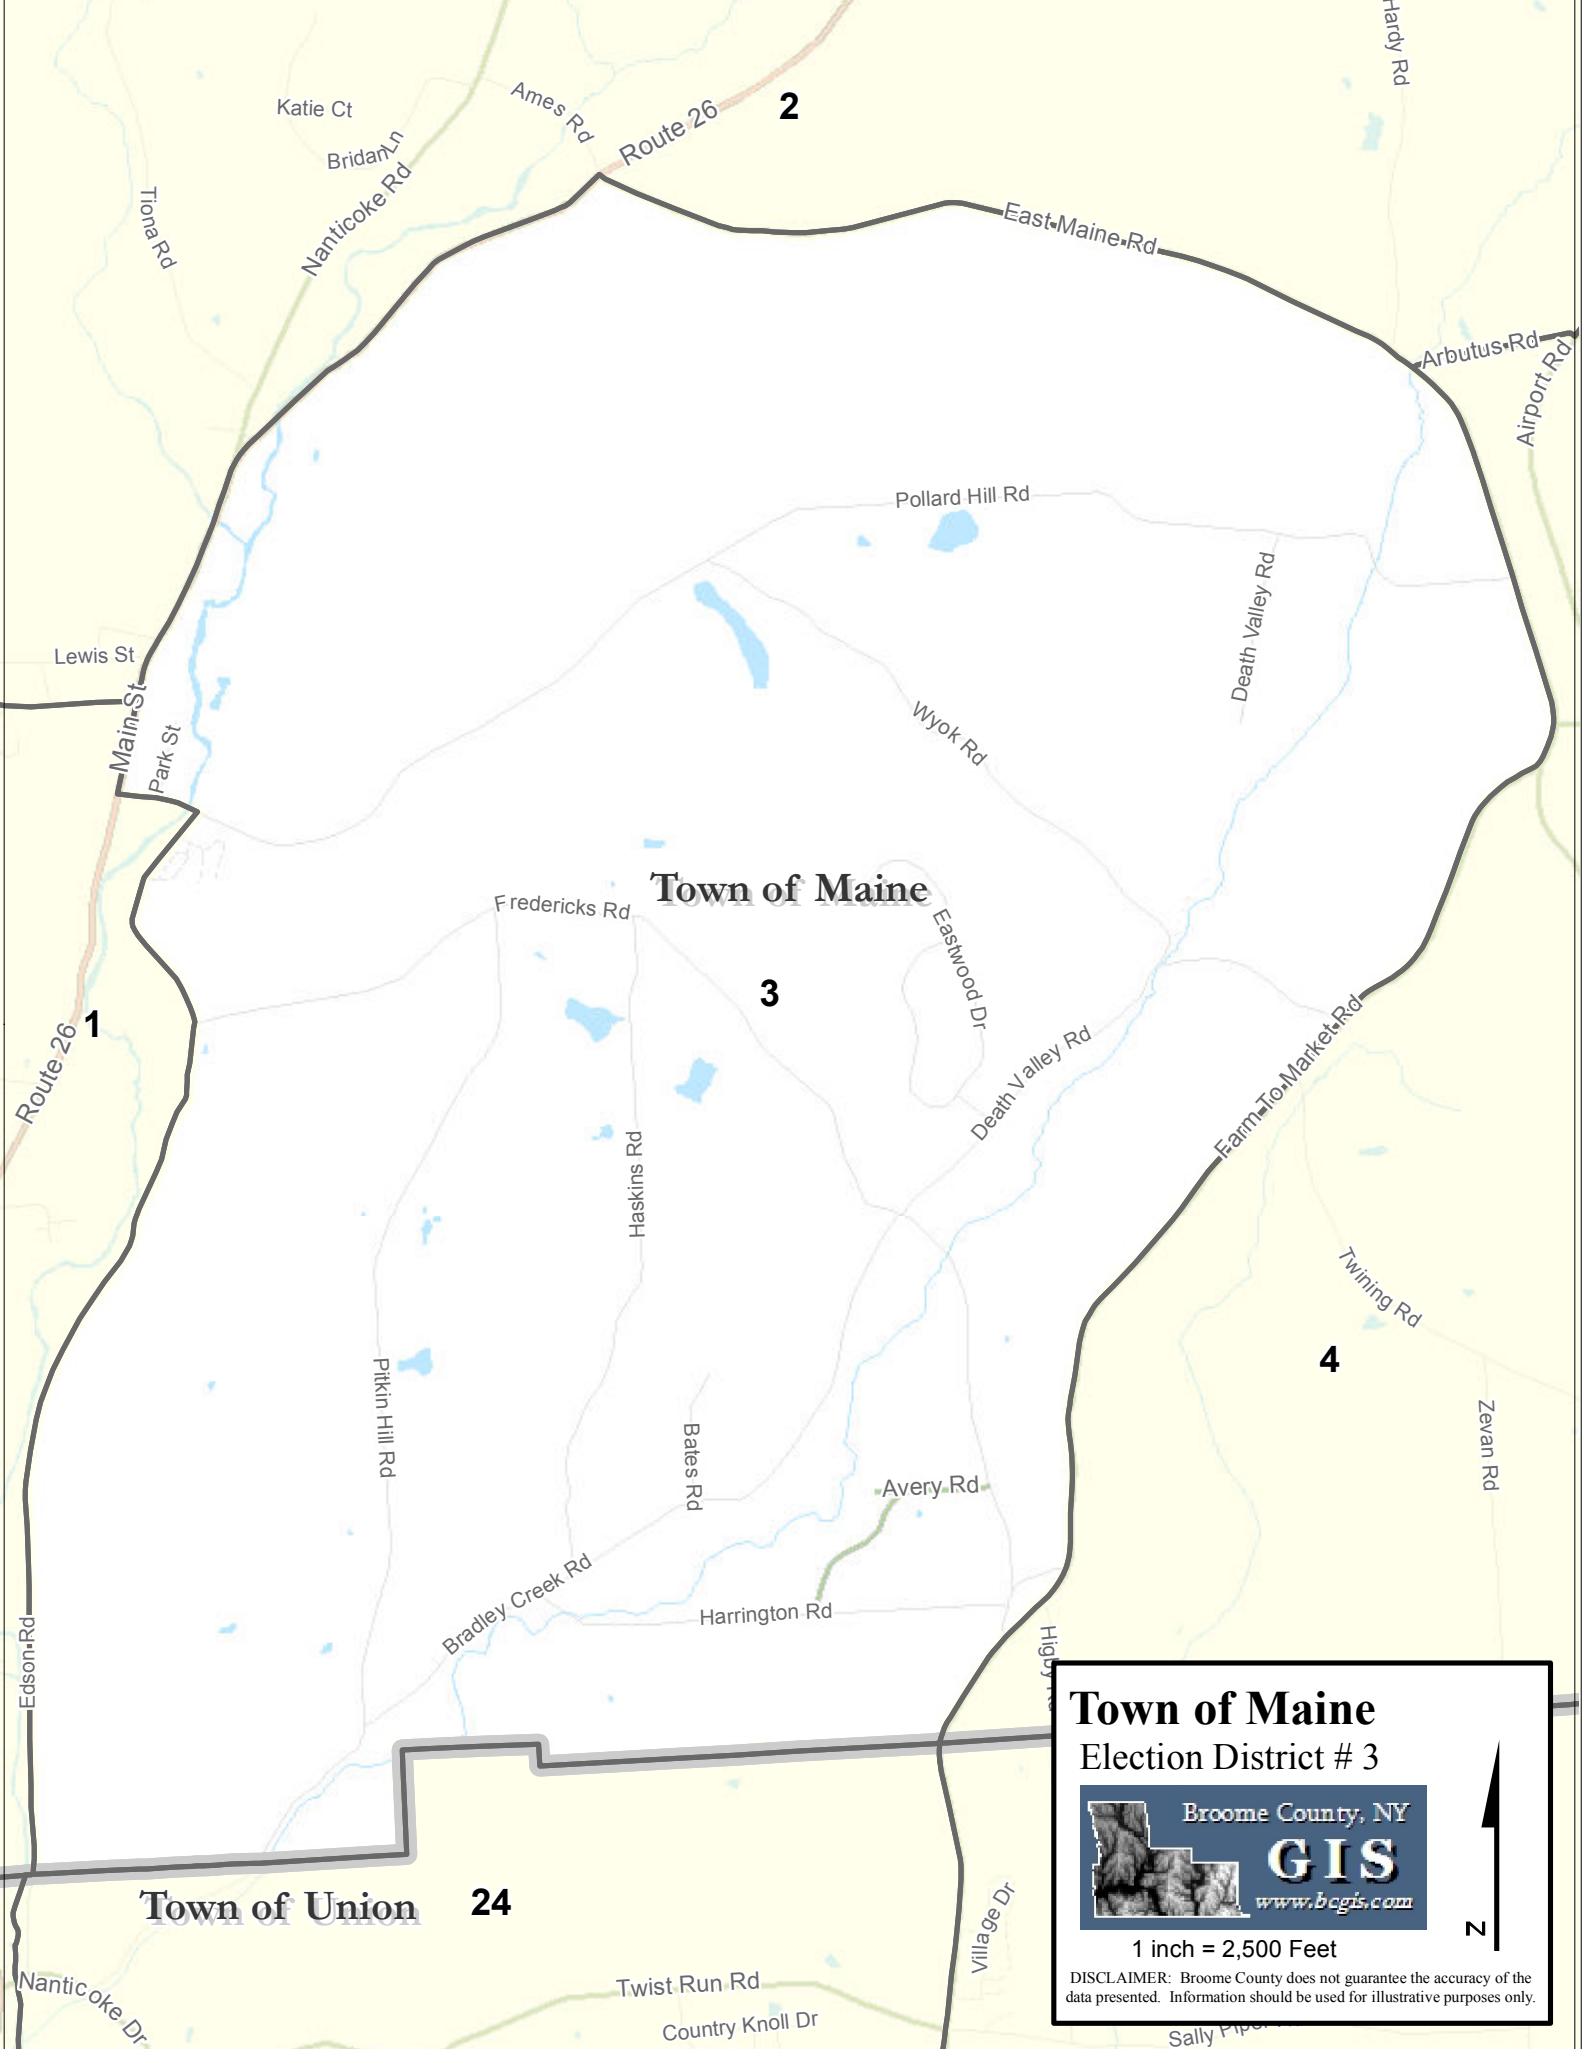 Hardy Rd
Katie Ct
Ames Rd
Route 26
2
Bridan Ln
Nanticoke Rd
Tiona Rd
East Maine Rd
Arbutus Rd
Airport Rd
Pollard Hill Rd
Death Valley Rd
Lewis St
Main St
Park St
Wyok Rd
Town of Maine
Fredericks Rd
Eastwood Dr
3
1
Route 26
Death Valley Rd
Farm To Market Rd
Haskins Rd
Twining Rd
4
Pitkin Hill Rd
Bates Rd
Zevan Rd
Avery Rd
Bradley Creek Rd
Harrington Rd
Edson Rd
Town of Maine
Election District # 3
Broome County, NY
GIS
www.bcgis.com
1 inch = 2,500 Feet
N
DISCLAIMER: Broome County does not guarantee the accuracy of the
data presented. Information should be used for illustrative purposes only.
Town of Union
24
Village Dr
Nanticoke Dr
Twist Run Rd
Country Knoll Dr
Sally